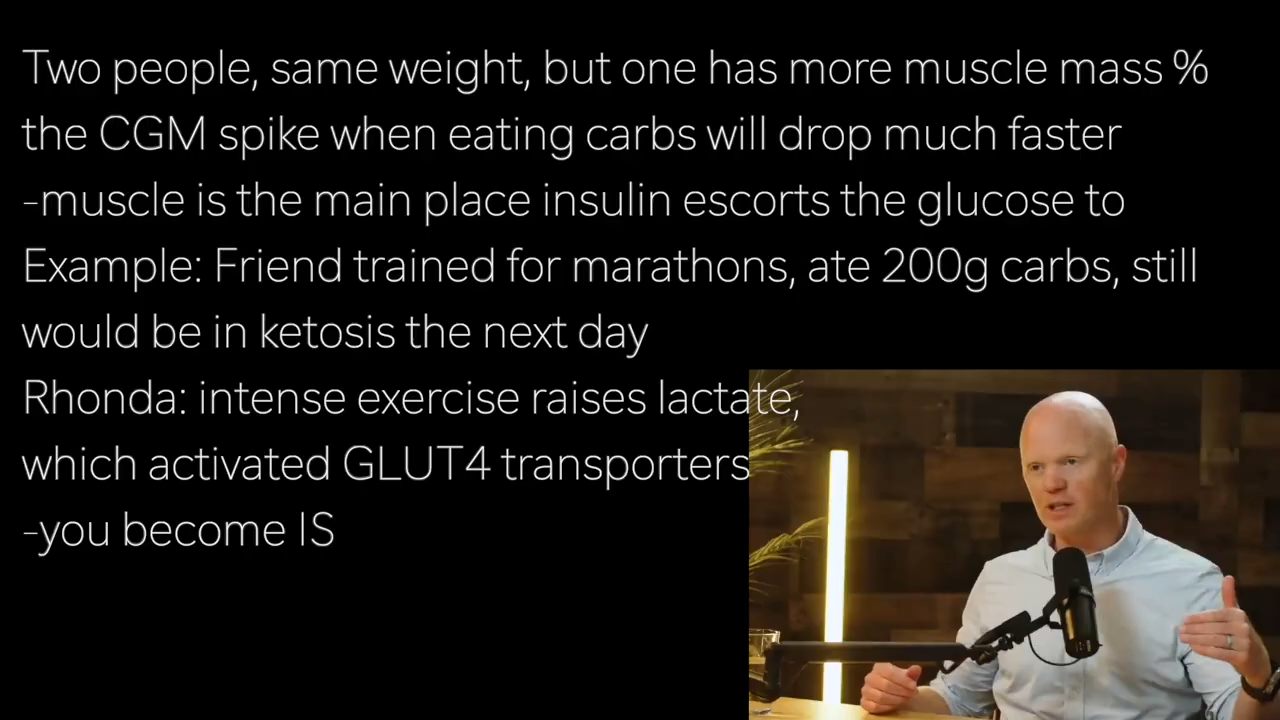 Two people, same weight, but one has more muscle mass %
the CGM spike when eating carbs will drop much faster
-muscle is the main place insulin escorts the glucose to
Example: Friend trained for marathons, ate 200g carbs, still
would be in ketosis the next day
Rhonda: intense exercise raises lactate,
which activated GLUT4 transporters
-you become IS